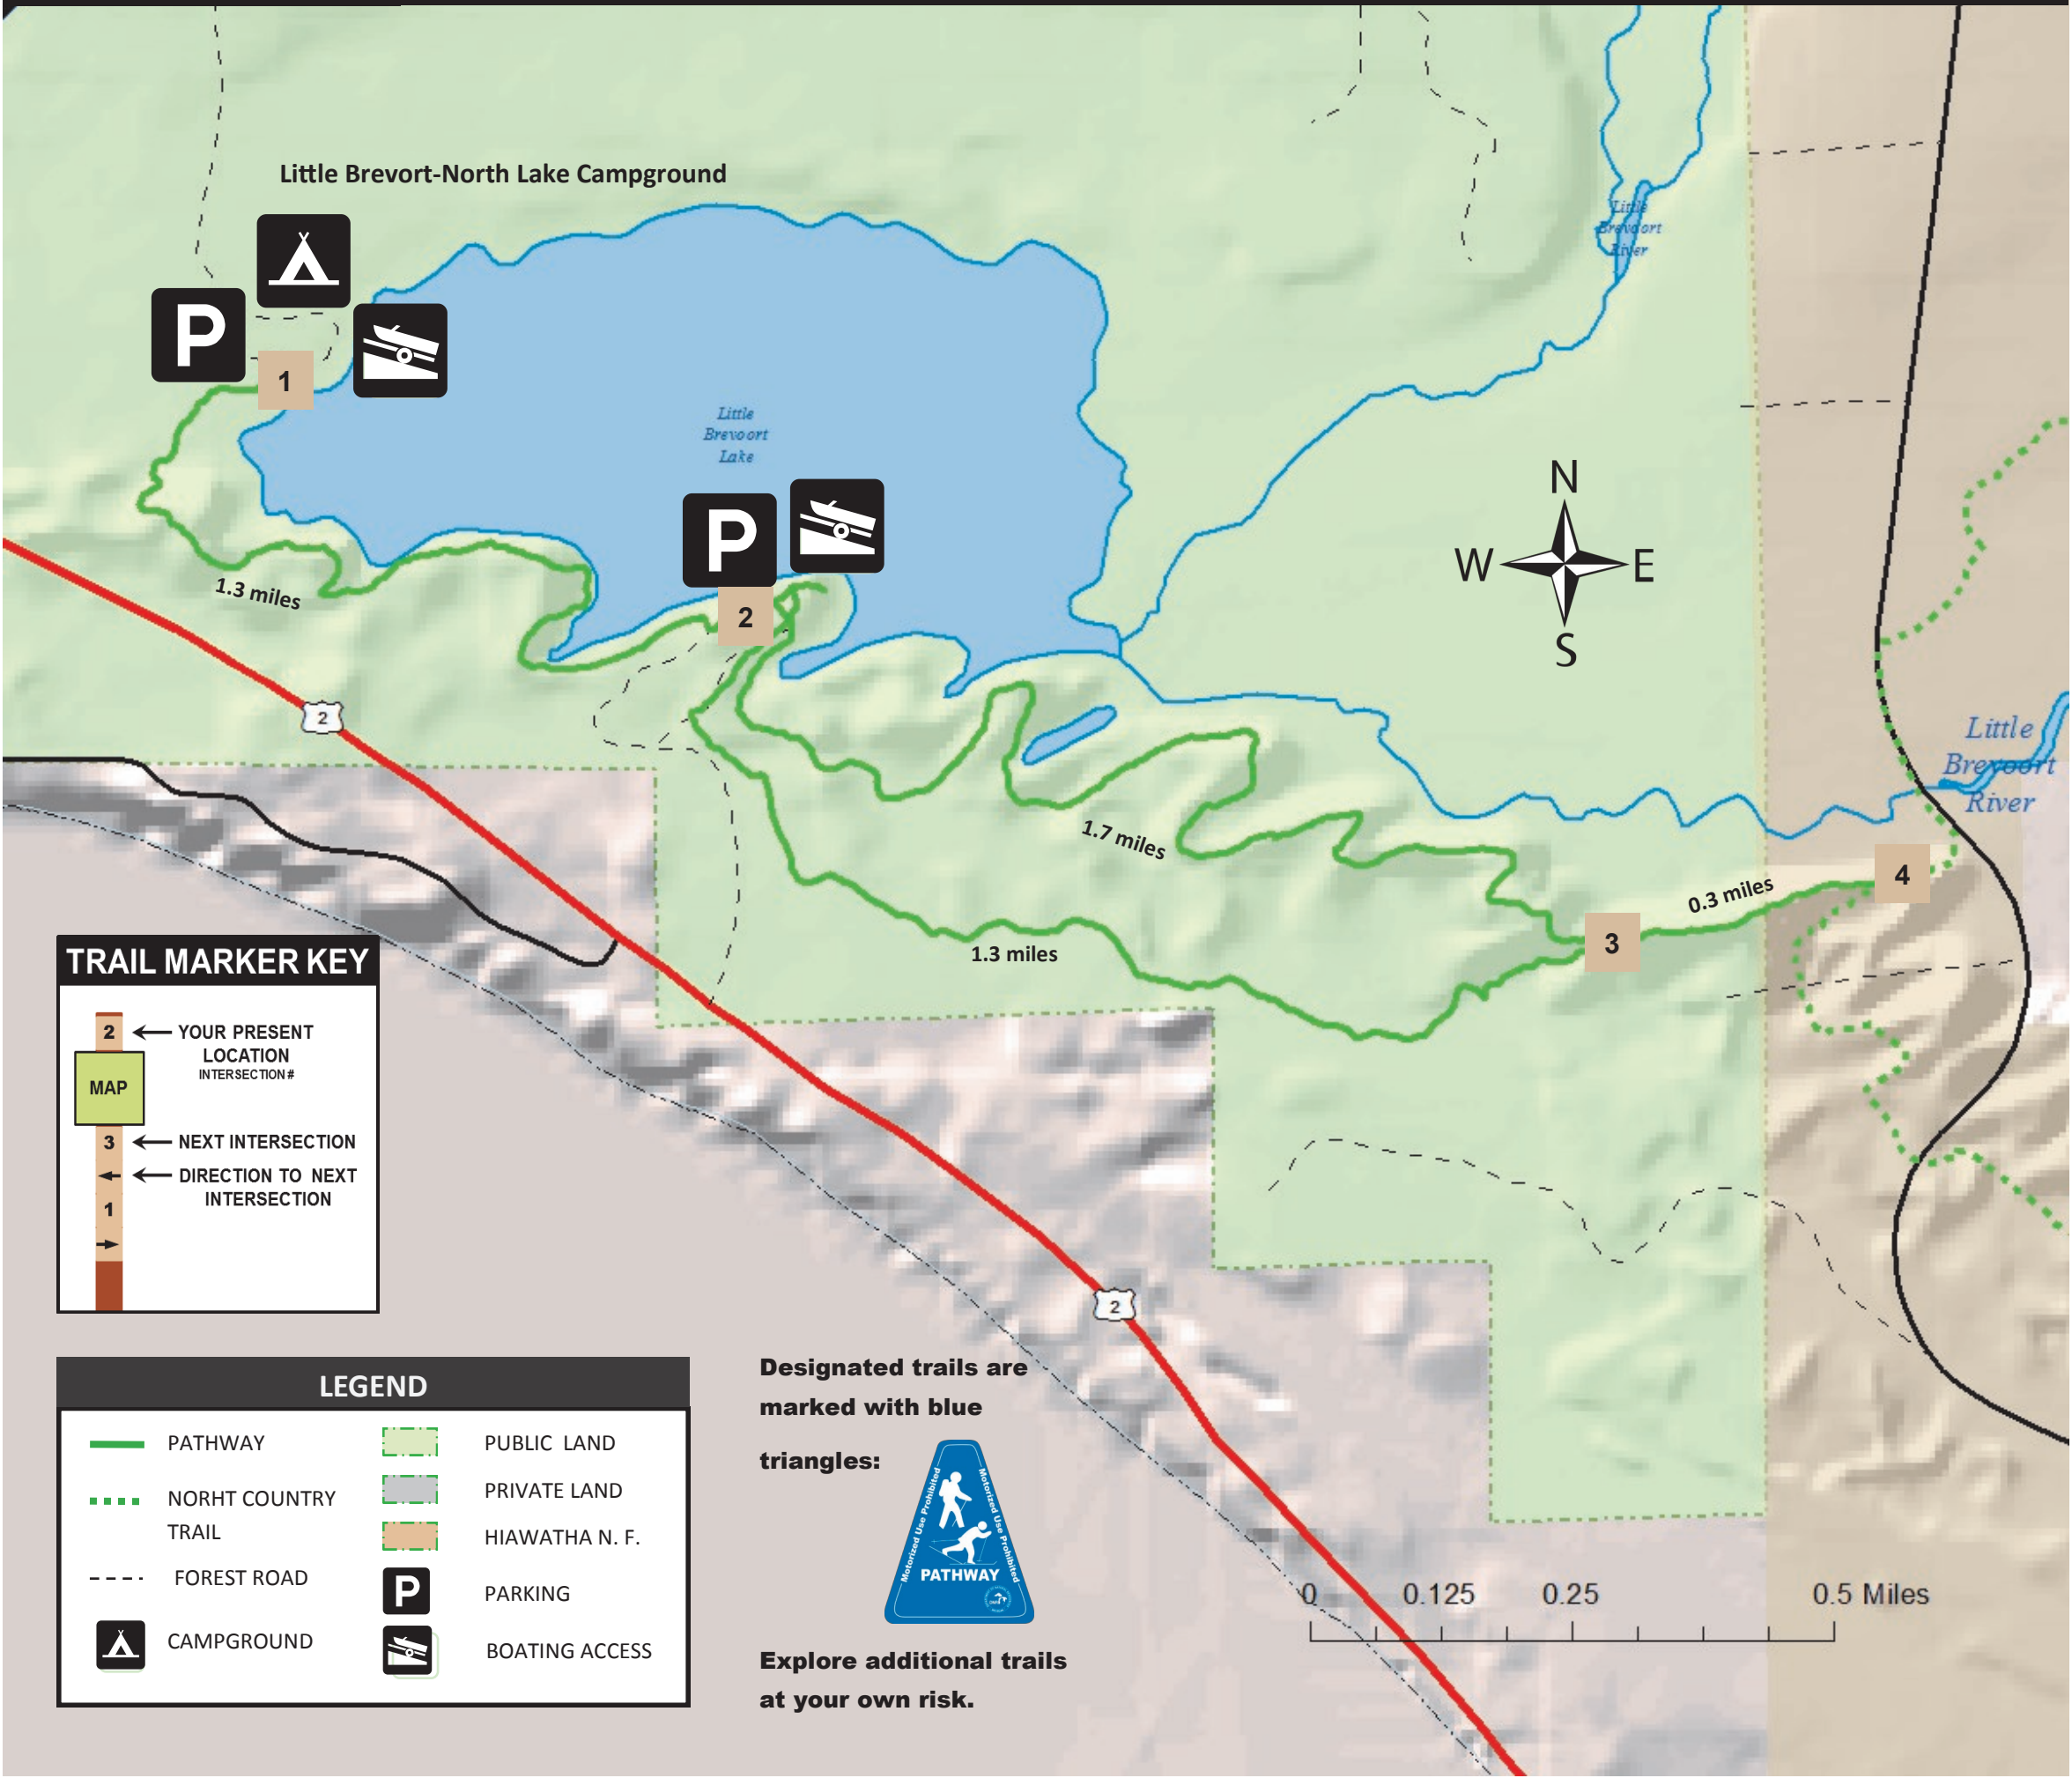 Little Brevort-North Lake Campground
Little
Brevoort
River
P
1
Little
Brevoort
Lake
N
W E
S
P
2
1.3 miles
2
Little
Brevoort
River
1.7 miles
4
0.3 miles
3
1.3 miles
TRAIL MARKER KEY
2
YOUR PRESENT
LOCATION
INTERSECTION #
MAP
3
NEXT INTERSECTION
DIRECTION TO NEXT
INTERSECTION
1
2
LEGEND
PATHWAY
NORHT COUNTRY
TRAIL
FOREST ROAD
CAMPGROUND
PUBLIC LAND
PRIVATE LAND
HIAWATHA N. F.
P
PARKING
BOATING ACCESS
Designated trails are
marked with blue
triangles:
Motorized Use Prohibited
Motorized Use Prohibited
PATHWAY
Explore additional trails
at your own risk.
0 0.125 0.25 0.5 Miles